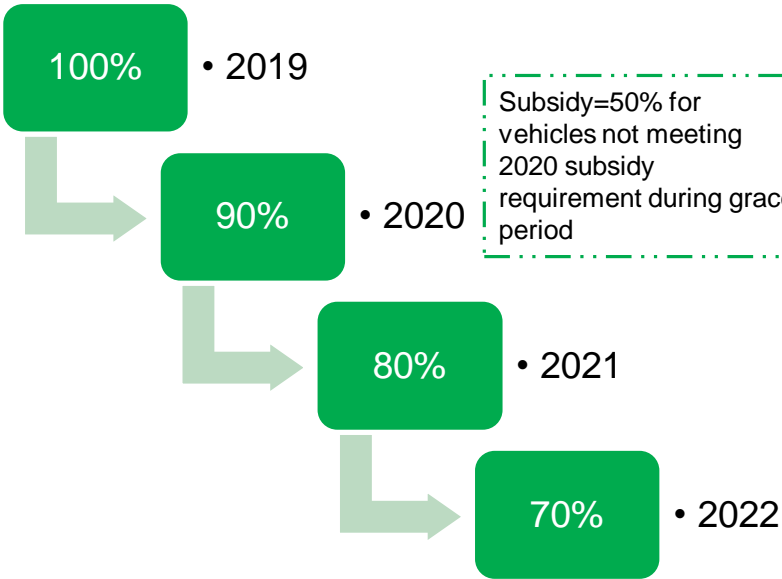 100%
• 2019
Subsidy=50% for
vehicles not meeting
2020 subsidy
requirement during grac
period
90%
• 2020
80%
• 2021
70%
• 2022